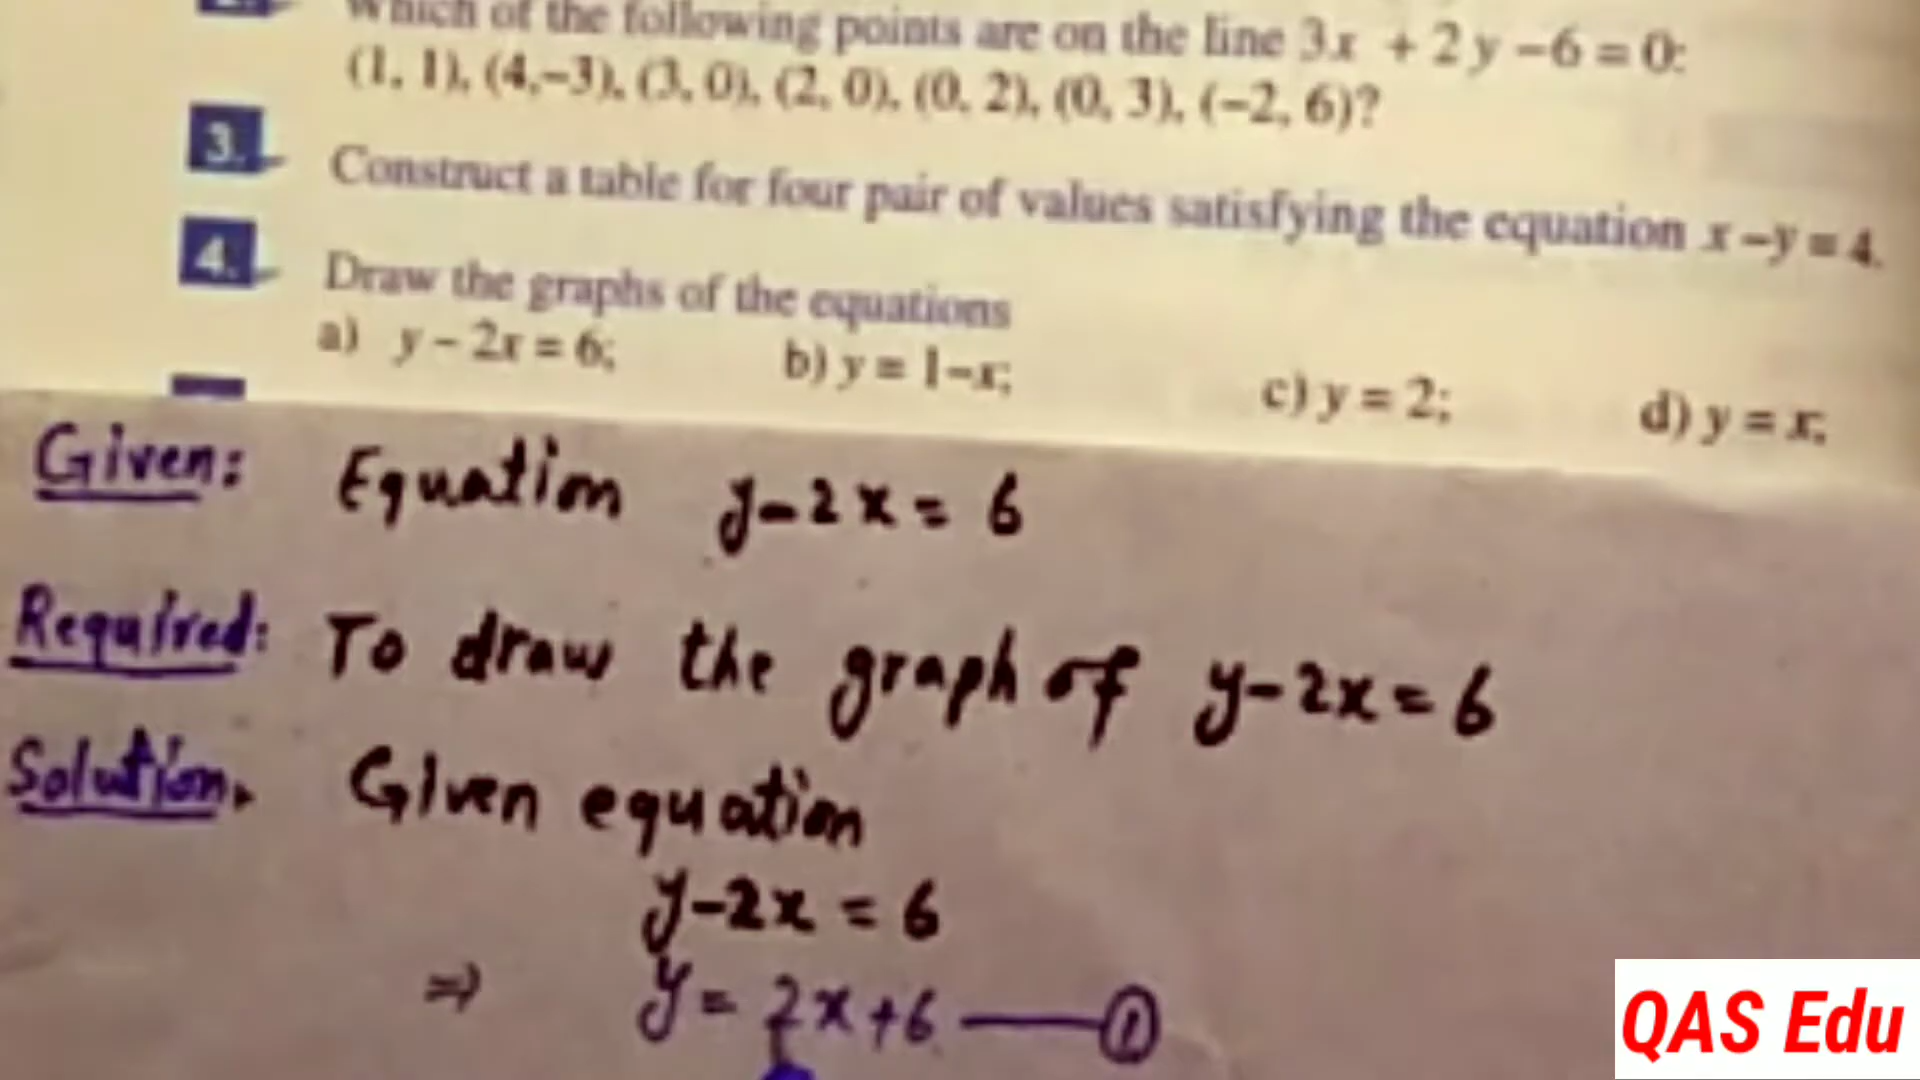 Which of the following points are on the line 3x + 2y − 6 = 0:
(1, 1), (4,−3), (3, 0), (2, 0), (0, 2), (0, 3), (−2, 6)?
3. Construct a table for four pair of values satisfying the equation x − y = 4.
4. Draw the graphs of the equations
a) y − 2x = 6; b) y = 1−x; c) y = 2; d) y = x;
Given: Equation y−2x = 6
Required: To draw the graph of y−2x = 6
Solution. Given equation
y−2x = 6
⇒ y = 2x+6 — ①
QAS Edu